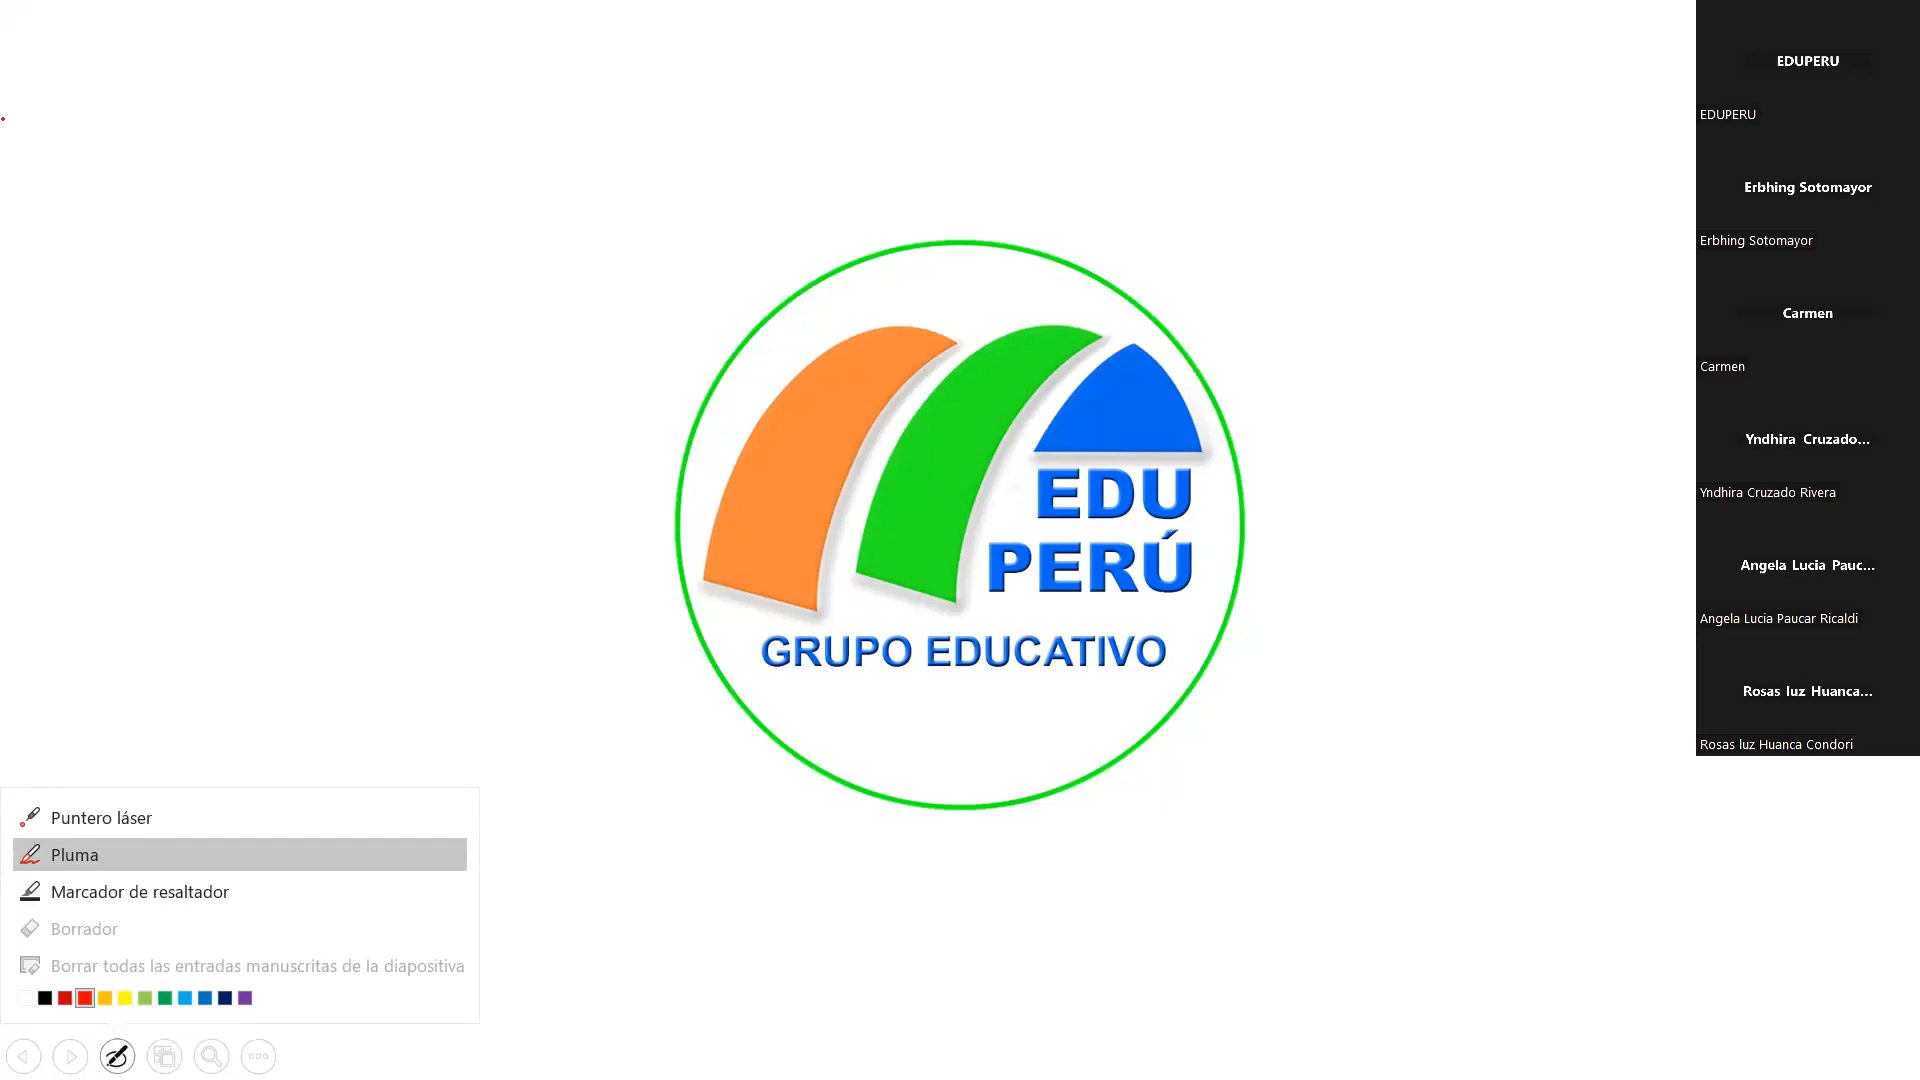 EDU
PERÚ
GRUPO EDUCATIVO
EDUPERU
EDUPERU
Erbhing Sotomayor
Erbhing Sotomayor
Carmen
Carmen
Yndhira Cruzado...
Yndhira Cruzado Rivera
Angela Lucia Pauc...
Angela Lucia Paucar Ricaldi
Rosas luz Huanca...
Rosas luz Huanca Condori
Puntero láser
Pluma
Marcador de resaltador
Borrador
Borrar todas las entradas manuscritas de la diapositiva